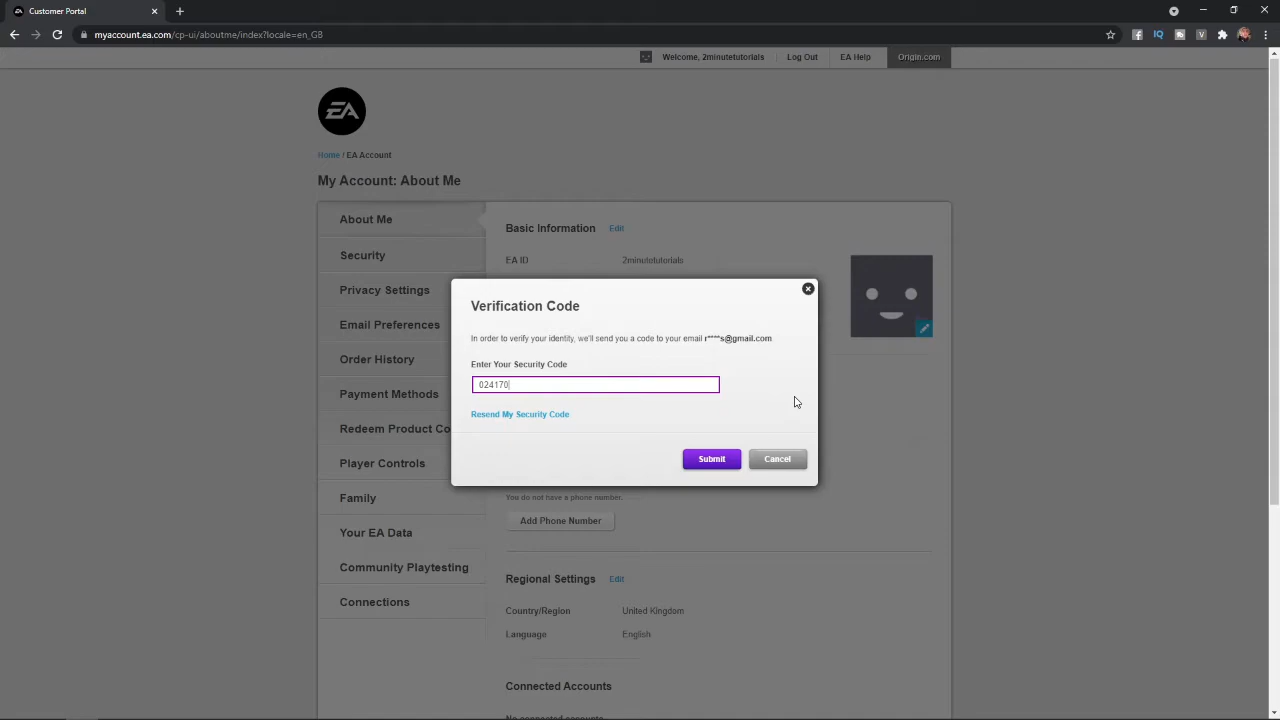 Customer Portal
myaccount.ea.com/cp-ui/aboutme/index?locale=en_GB
Welcome, 2minutetutorials
Log Out
EA Help
Origin.com
EA
Home / EA Account
My Account: About Me
About Me
Security
Privacy Settings
Email Preferences
Order History
Payment Methods
Redeem Product Co
Player Controls
Family
Your EA Data
Community Playtesting
Connections
Basic Information Edit
EA ID 2minutetutorials
Verification Code
In order to verify your identity, we'll send you a code to your email r****s@gmail.com
Enter Your Security Code
024170
Resend My Security Code
Submit
Cancel
You do not have a phone number.
Add Phone Number
Regional Settings Edit
Country/Region United Kingdom
Language English
Connected Accounts
No connected accounts